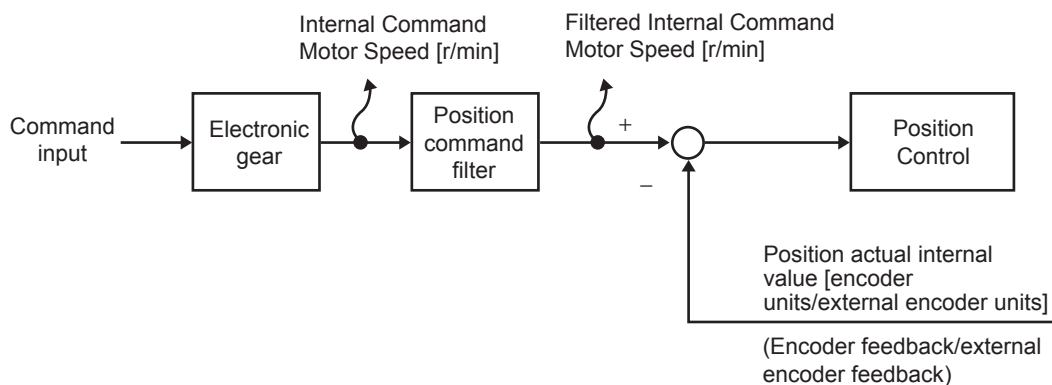 Internal Command
Motor Speed [r/min]
Filtered Internal Command
Motor Speed [r/min]
Command
input
Electronic
gear
Position
command
filter
+
−
Position
Control
Position actual internal
value [encoder
units/external encoder units]
(Encoder feedback/external
encoder feedback)